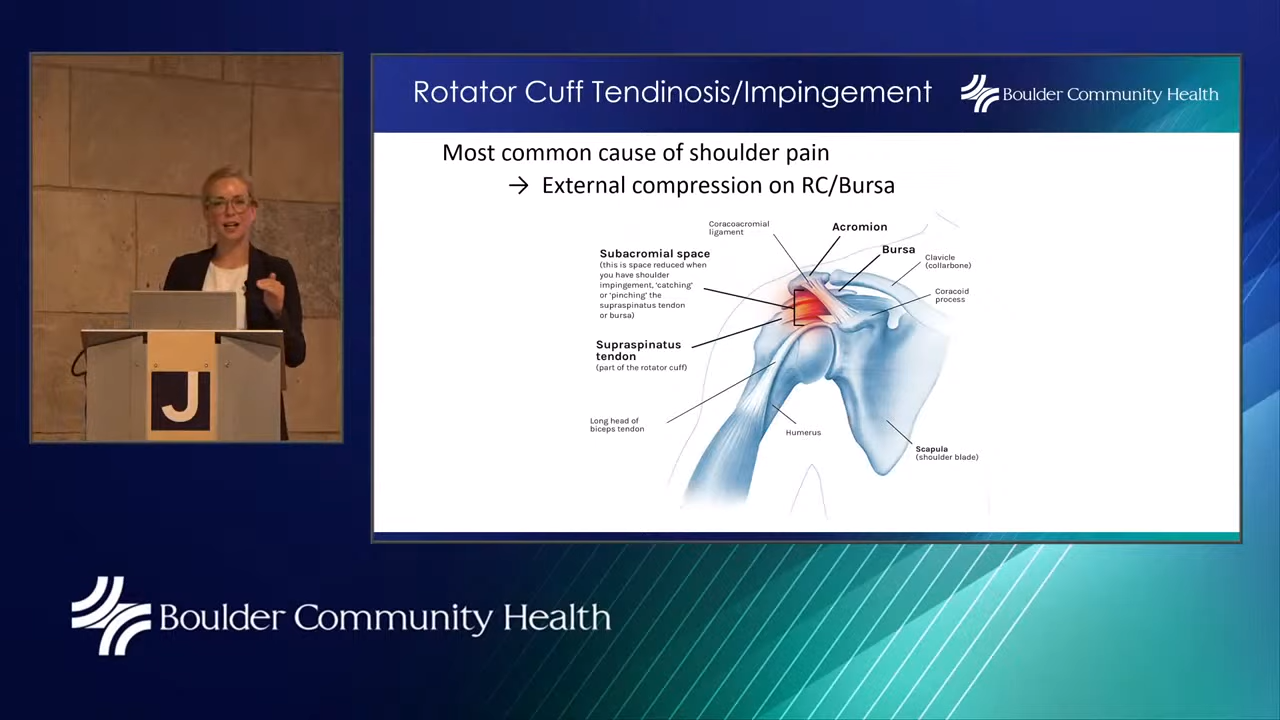 Rotator Cuff Tendinosis/Impingement
Boulder Community Health
Most common cause of shoulder pain
→ External compression on RC/Bursa
Coracoacromial
ligament
Acromion
Bursa
Clavicle
(collarbone)
Coracoid
process
Subacromial space
(this is space reduced when
you have shoulder
impingement, 'catching'
or 'pinching' the
supraspinatus tendon
or bursa)
Supraspinatus
tendon
(part of the rotator cuff)
Long head of
biceps tendon
Humerus
Scapula
(shoulder blade)
J
Boulder Community Health